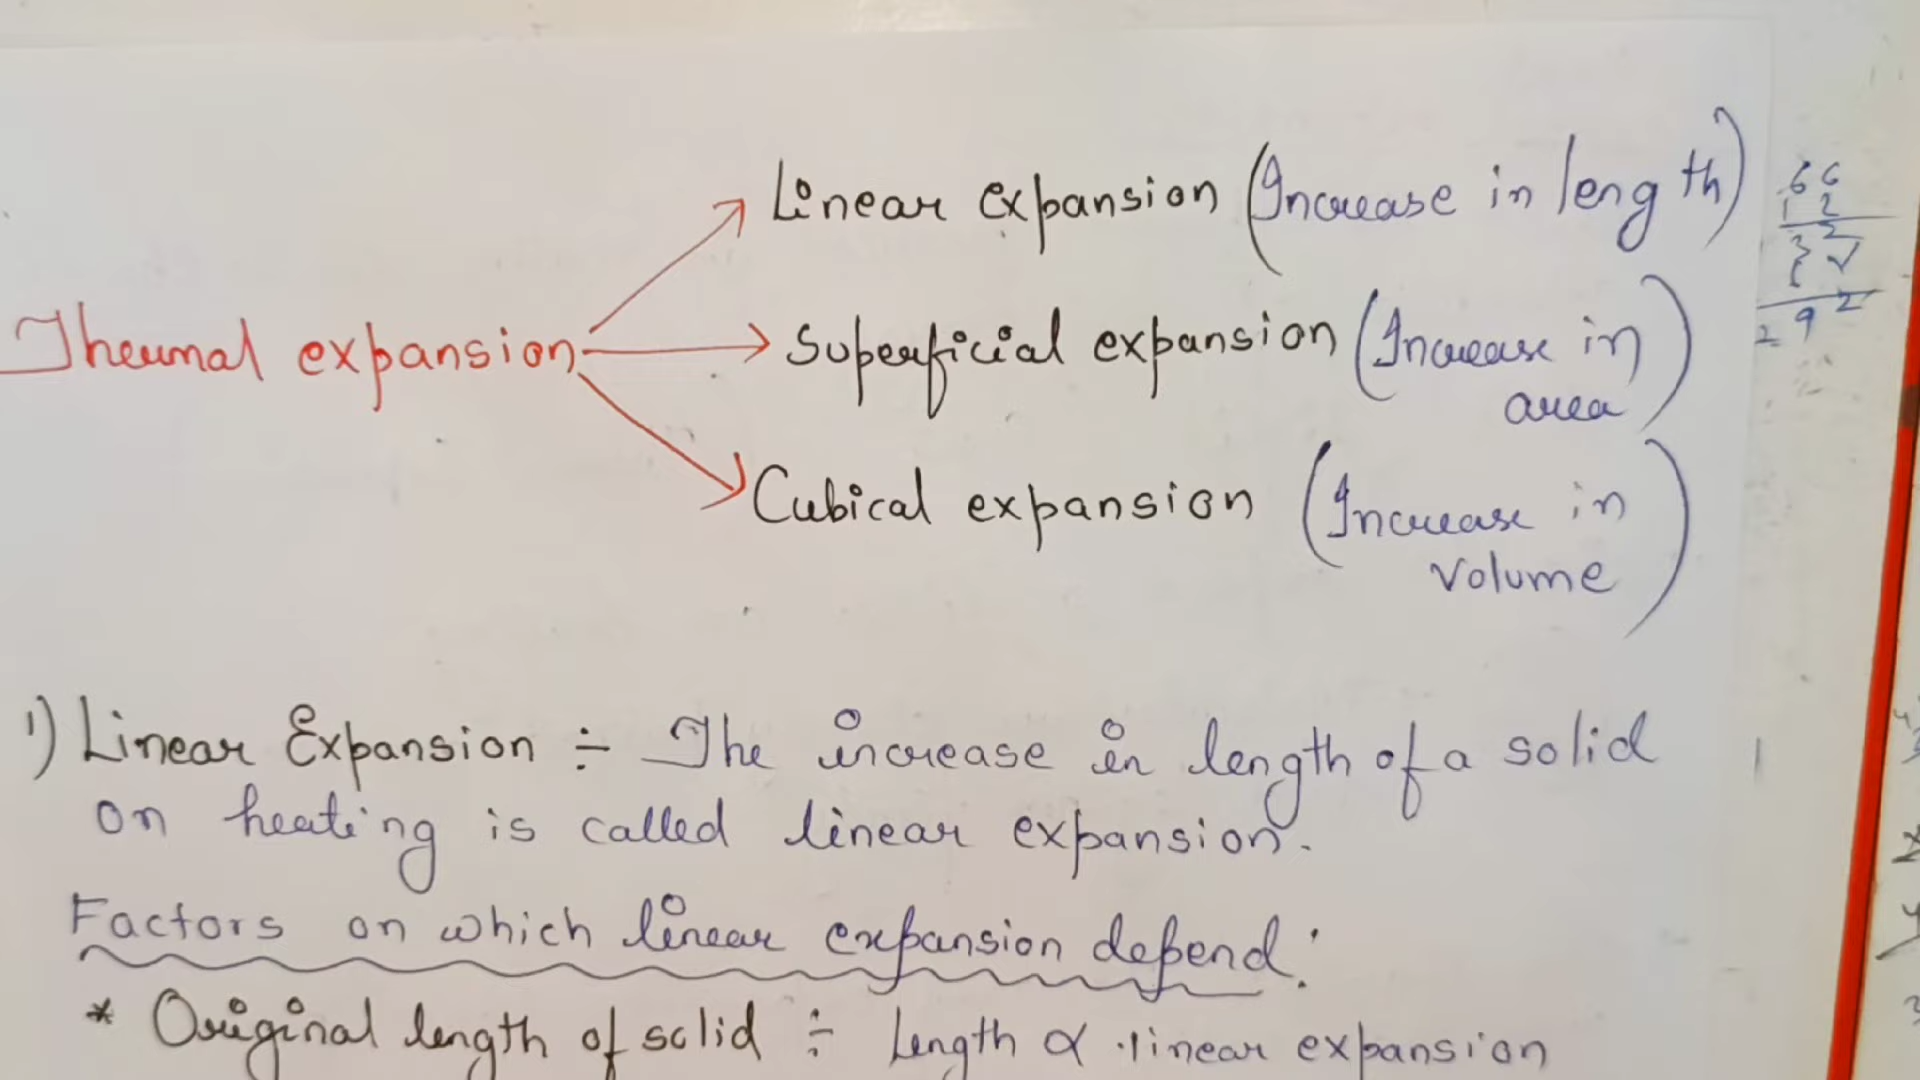 Linear expansion (Increase in length)
Thermal expansion
Superficial expansion (Increase in
area)
Cubical expansion (Increase in
volume)
1) Linear Expansion ÷ The increase in length of a solid
on heating is called linear expansion.
Factors on which linear expansion depend:
* Original length of solid ÷ Length ∝ linear expansion